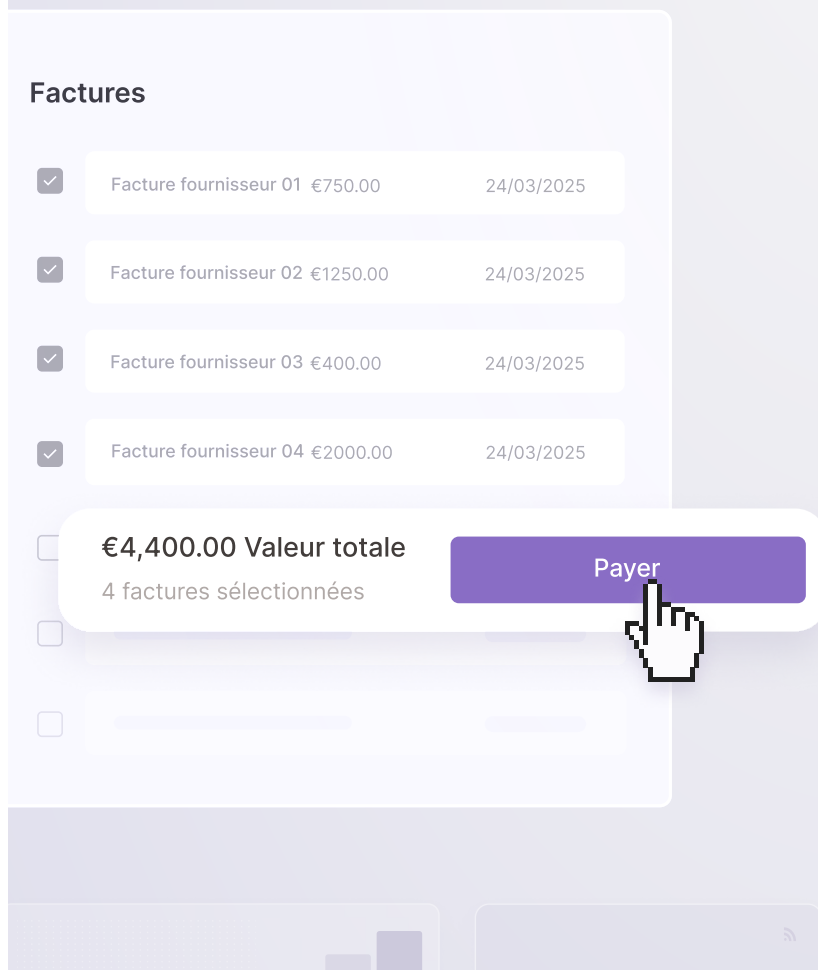 Factures
Facture fournisseur 01 €750.00 24/03/2025
Facture fournisseur 02 €1250.00 24/03/2025
Facture fournisseur 03 €400.00 24/03/2025
Facture fournisseur 04 €2000.00 24/03/2025
€4,400.00 Valeur totale
4 factures sélectionnées
Payer